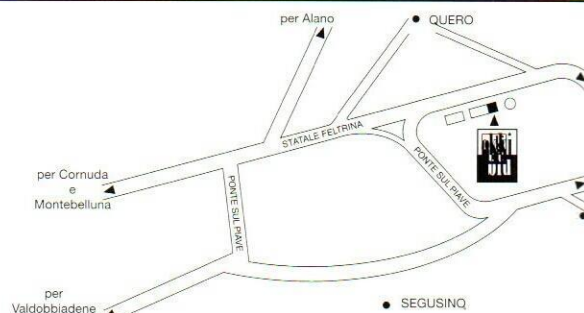 per Alano
QUERO
STATALE FELTRINA
per Cornuda
e
Montebelluna
PONTE SUL PIAVE
PONTE SUL PIAVE
per
Valdobbiadene
SEGUSINO